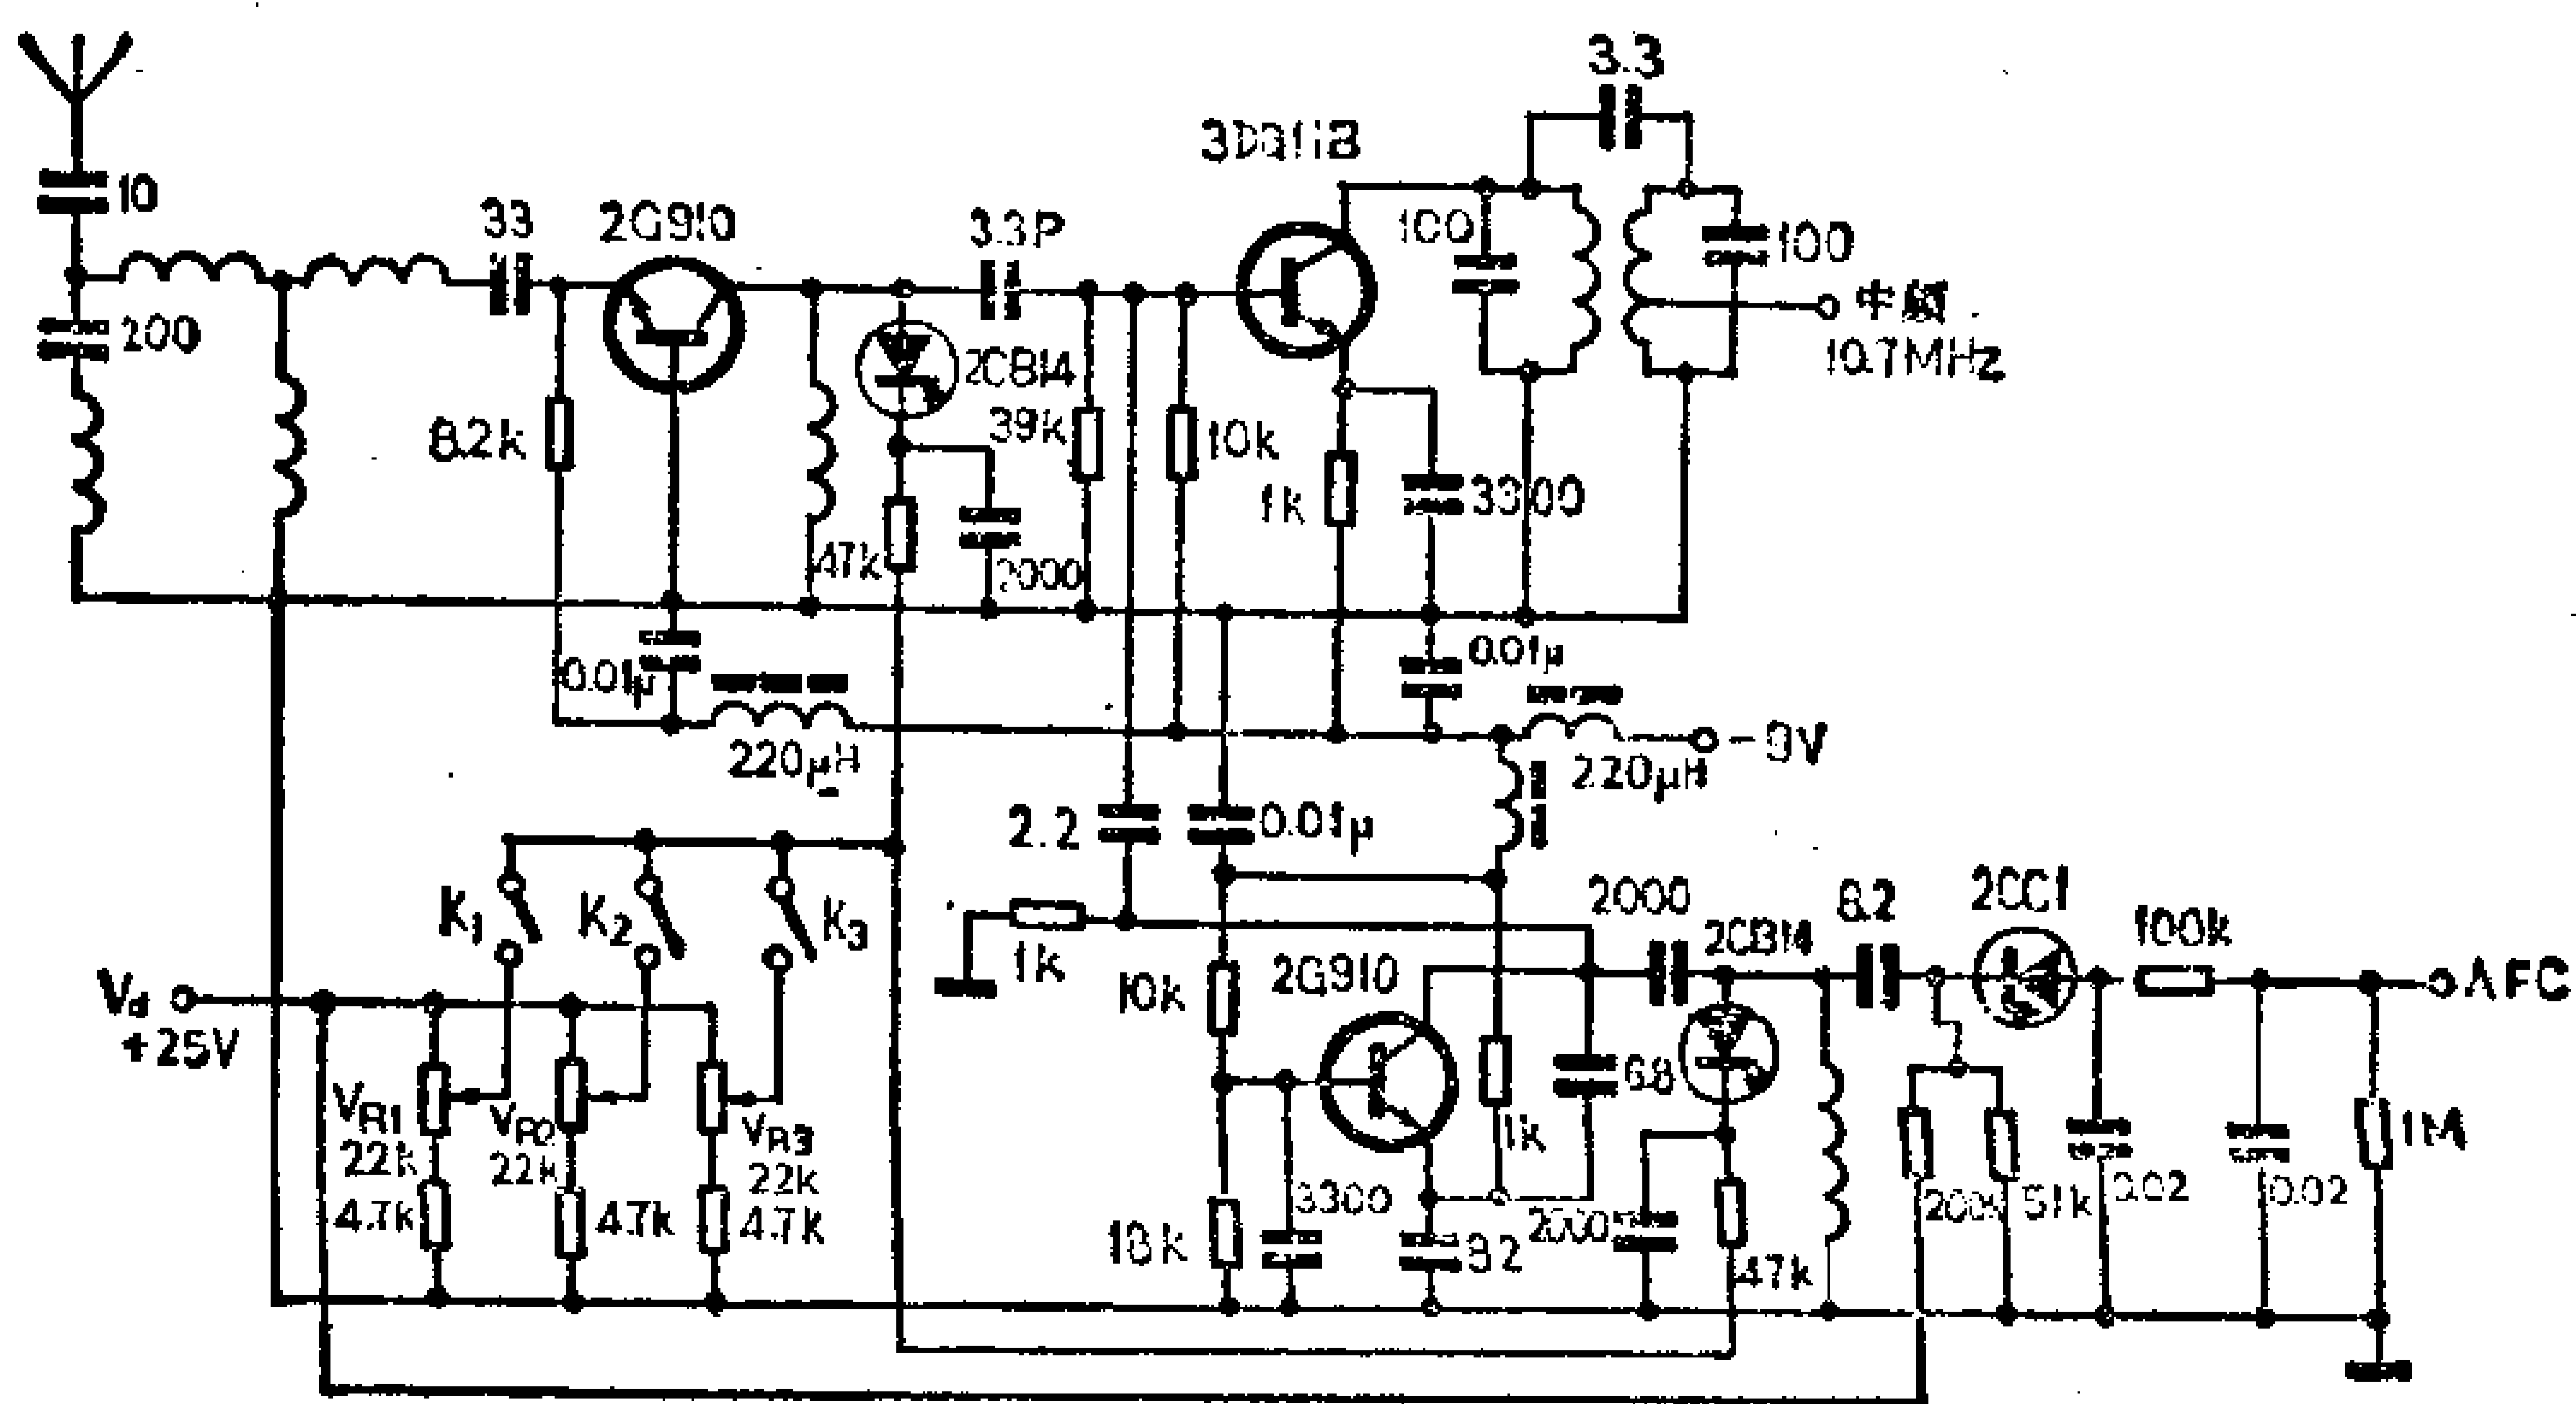 3.3
3DG11B
10
33
2G910
3.3P
100
100
中频
10.7MHz
200
2CB14
8.2k
39k
10k
1k
3300
47k
2000
0.01μ
0.01μ
220μH
-9V
220μH
2.2
0.01μ
K1
K2
K3
1k
2000
2CB14
8.2
2CC1
100k
Vd
+25V
10k
2G910
AFC
VR1
22k
VR2
22k
VR3
22k
68
1k
1M
4.7k
4.7k
4.7k
18k
3300
82
2000
47k
200k
51k
0.02
0.02